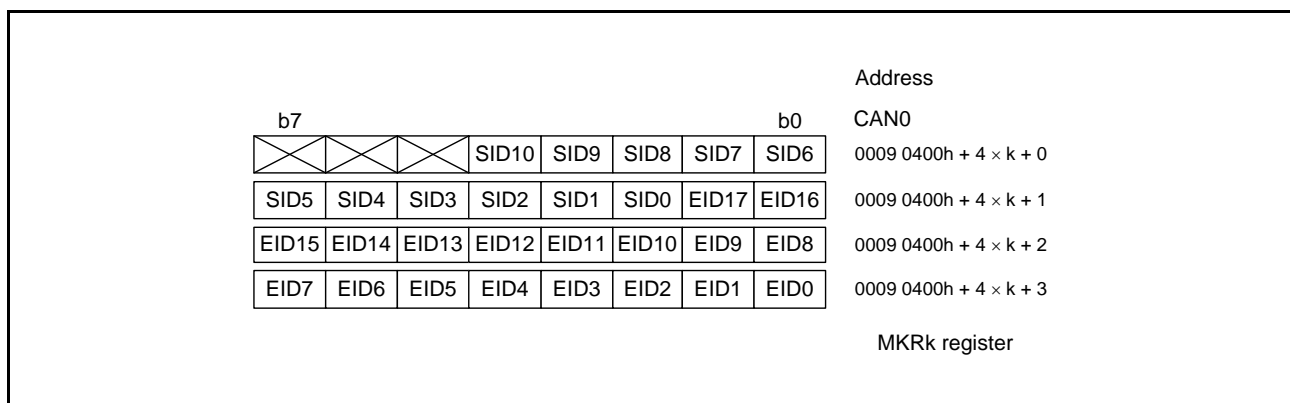 Address
b7 b0 CAN0
SID10 SID9 SID8 SID7 SID6 0009 0400h + 4 × k + 0
SID5 SID4 SID3 SID2 SID1 SID0 EID17 EID16 0009 0400h + 4 × k + 1
EID15 EID14 EID13 EID12 EID11 EID10 EID9 EID8 0009 0400h + 4 × k + 2
EID7 EID6 EID5 EID4 EID3 EID2 EID1 EID0 0009 0400h + 4 × k + 3
MKRk register